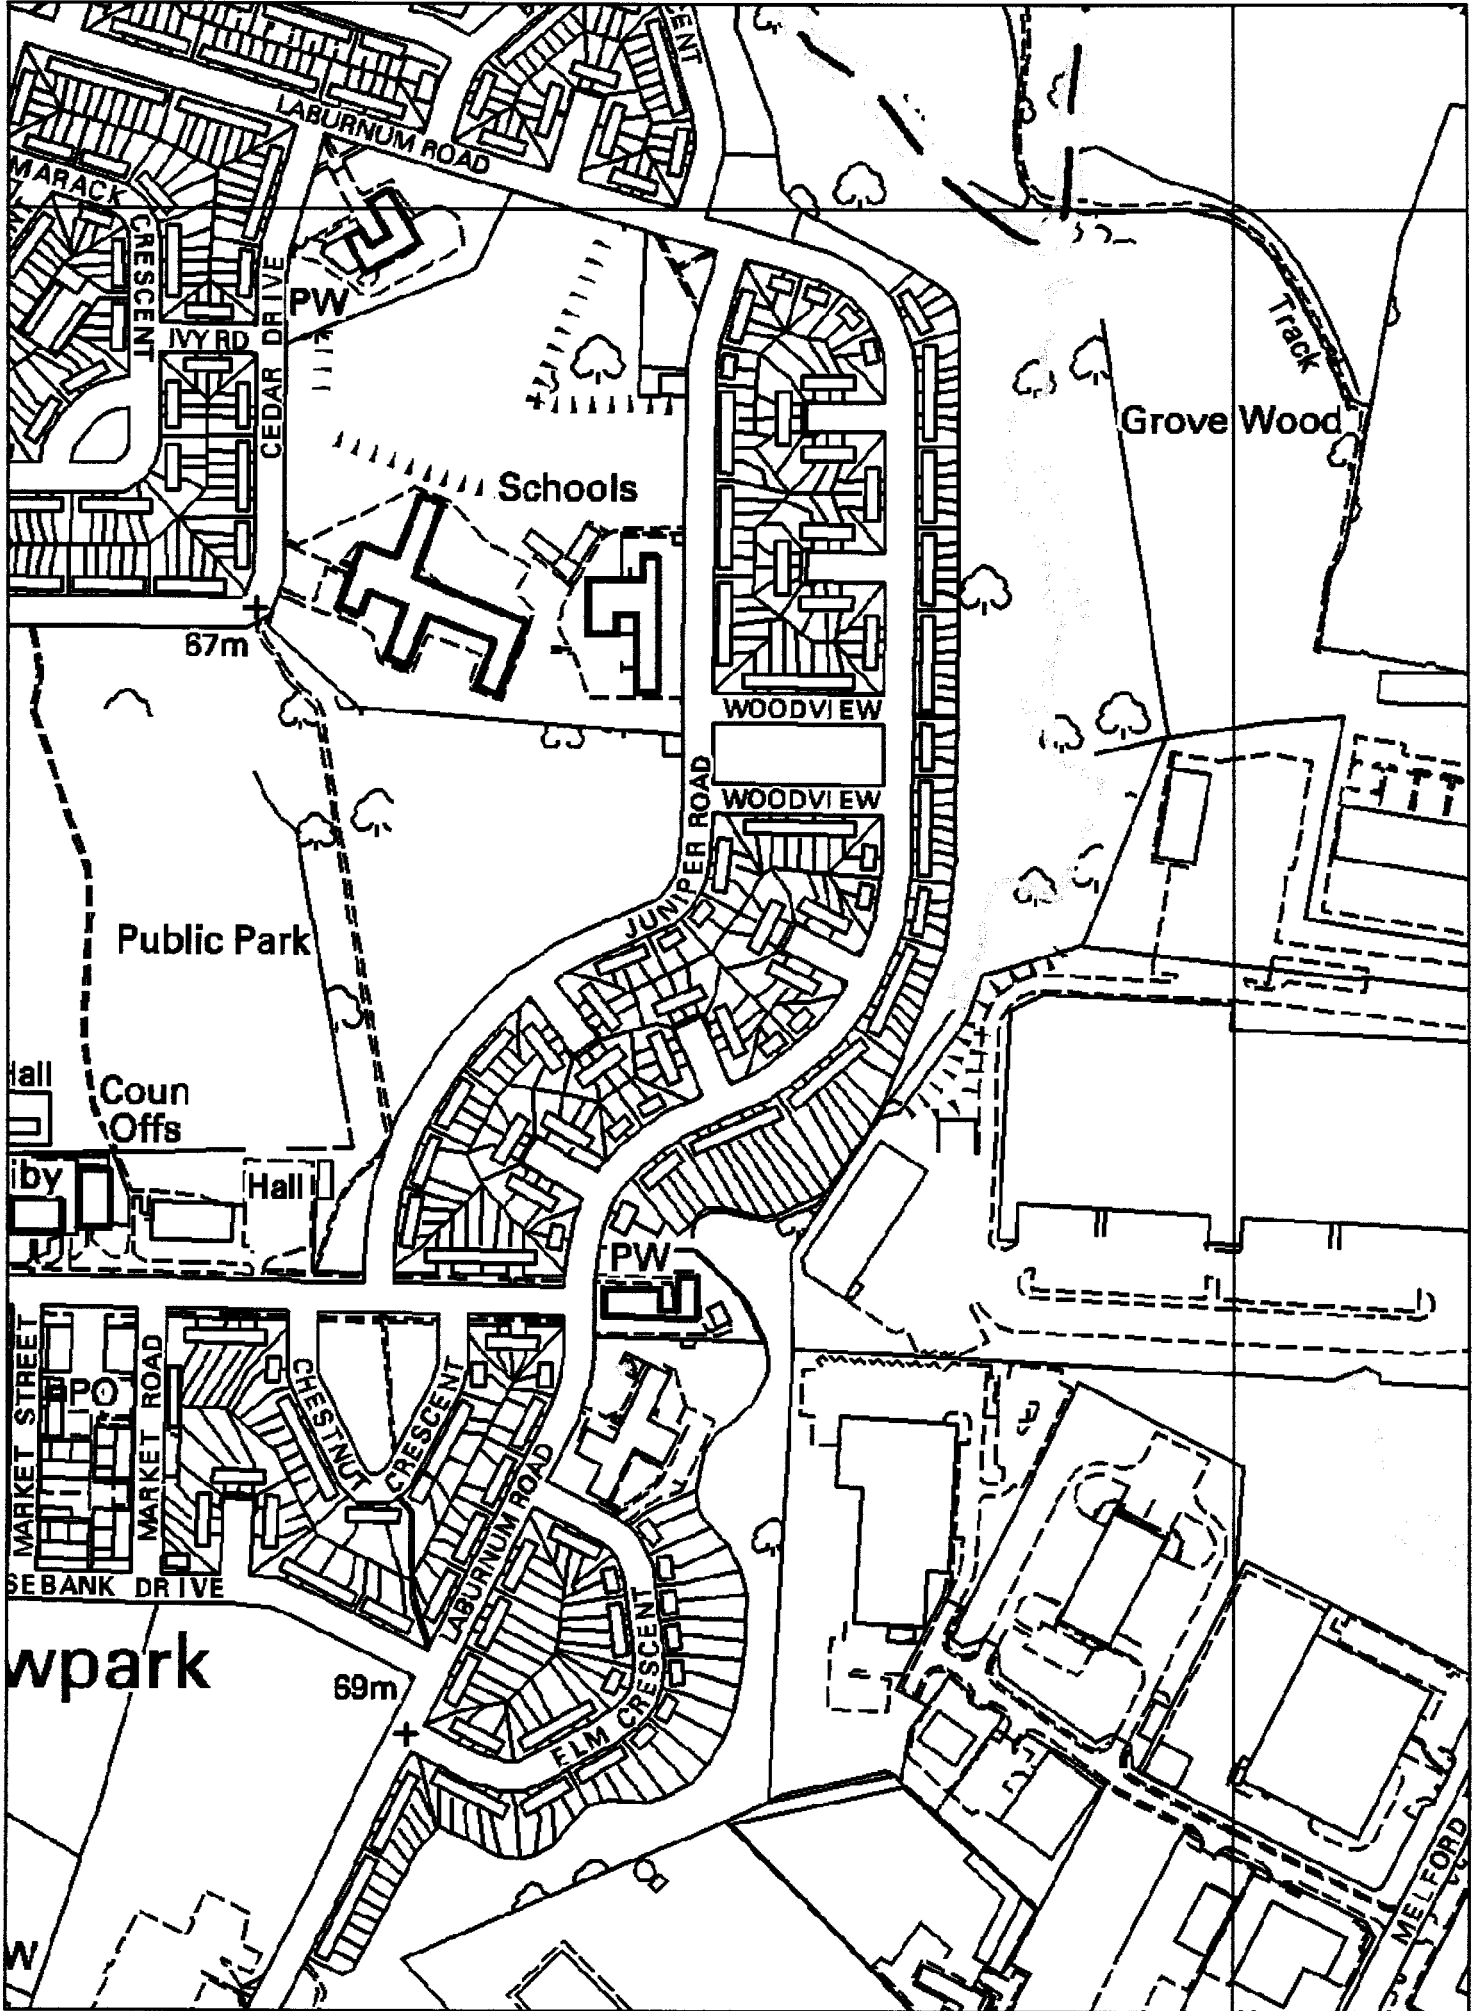 CENT
LABURNUM ROAD
MARACK
CRESCENT
PW
IVY RD
CEDAR DRIVE
Track
Grove Wood
Schools
67m
WOODVIEW
WOODVIEW
JUNIPER ROAD
Public Park
Hall
Coun
Offs
iby
Hall
PW
MARKET STREET
PO
MARKET ROAD
CHESTNUT
CRESCENT
LABURNUM ROAD
SEBANK DRIVE
wpark
69m
ELM CRESCENT
MELFORD
W